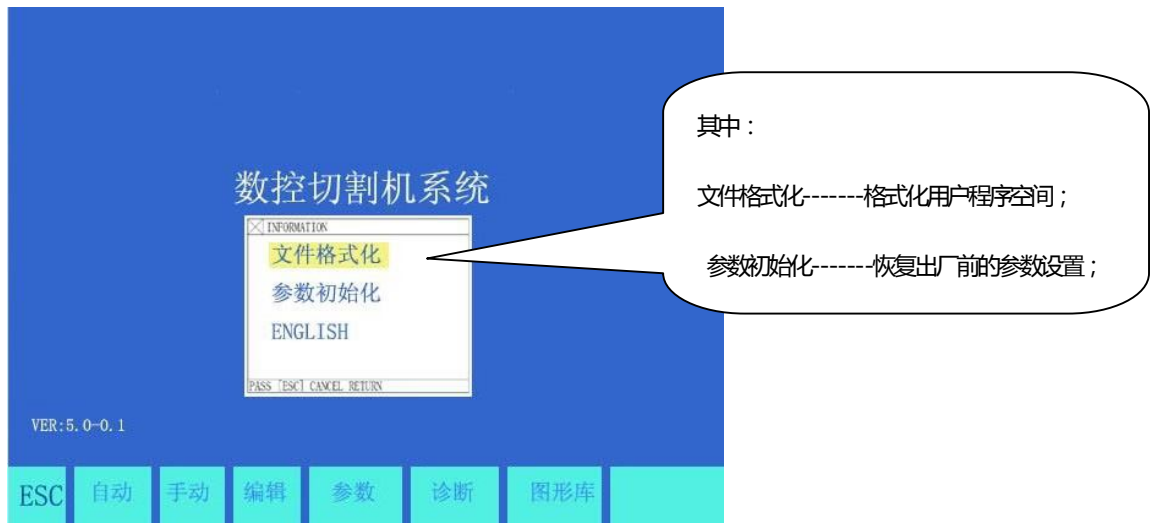 数控切割机系统
INFORMATION
文件格式化
参数初始化
ENGLISH
PASS [ESC] CANCEL RETURN
VER:5.0-0.1
ESC 自动 手动 编辑 参数 诊断 图形库
其中：
文件格式化-------格式化用户程序空间；
参数初始化-------恢复出厂前的参数设置；